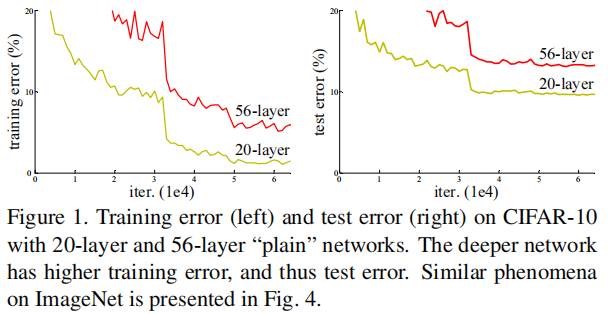 training error (%)
20
10
0
0 1 2 3 4 5 6
iter. (1e4)
56-layer
20-layer
test error (%)
20
10
0
0 1 2 3 4 5 6
iter. (1e4)
56-layer
20-layer
Figure 1. Training error (left) and test error (right) on CIFAR-10
with 20-layer and 56-layer “plain” networks. The deeper network
has higher training error, and thus test error. Similar phenomena
on ImageNet is presented in Fig. 4.